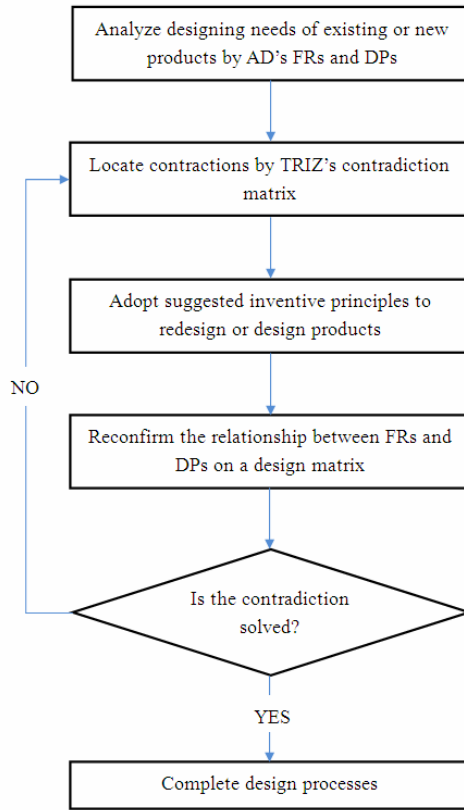 Analyze designing needs of existing or new
products by AD's FRs and DPs
Locate contractions by TRIZ's contradiction
matrix
Adopt suggested inventive principles to
redesign or design products
NO
Reconfirm the relationship between FRs and
DPs on a design matrix
Is the contradiction
solved?
YES
Complete design processes